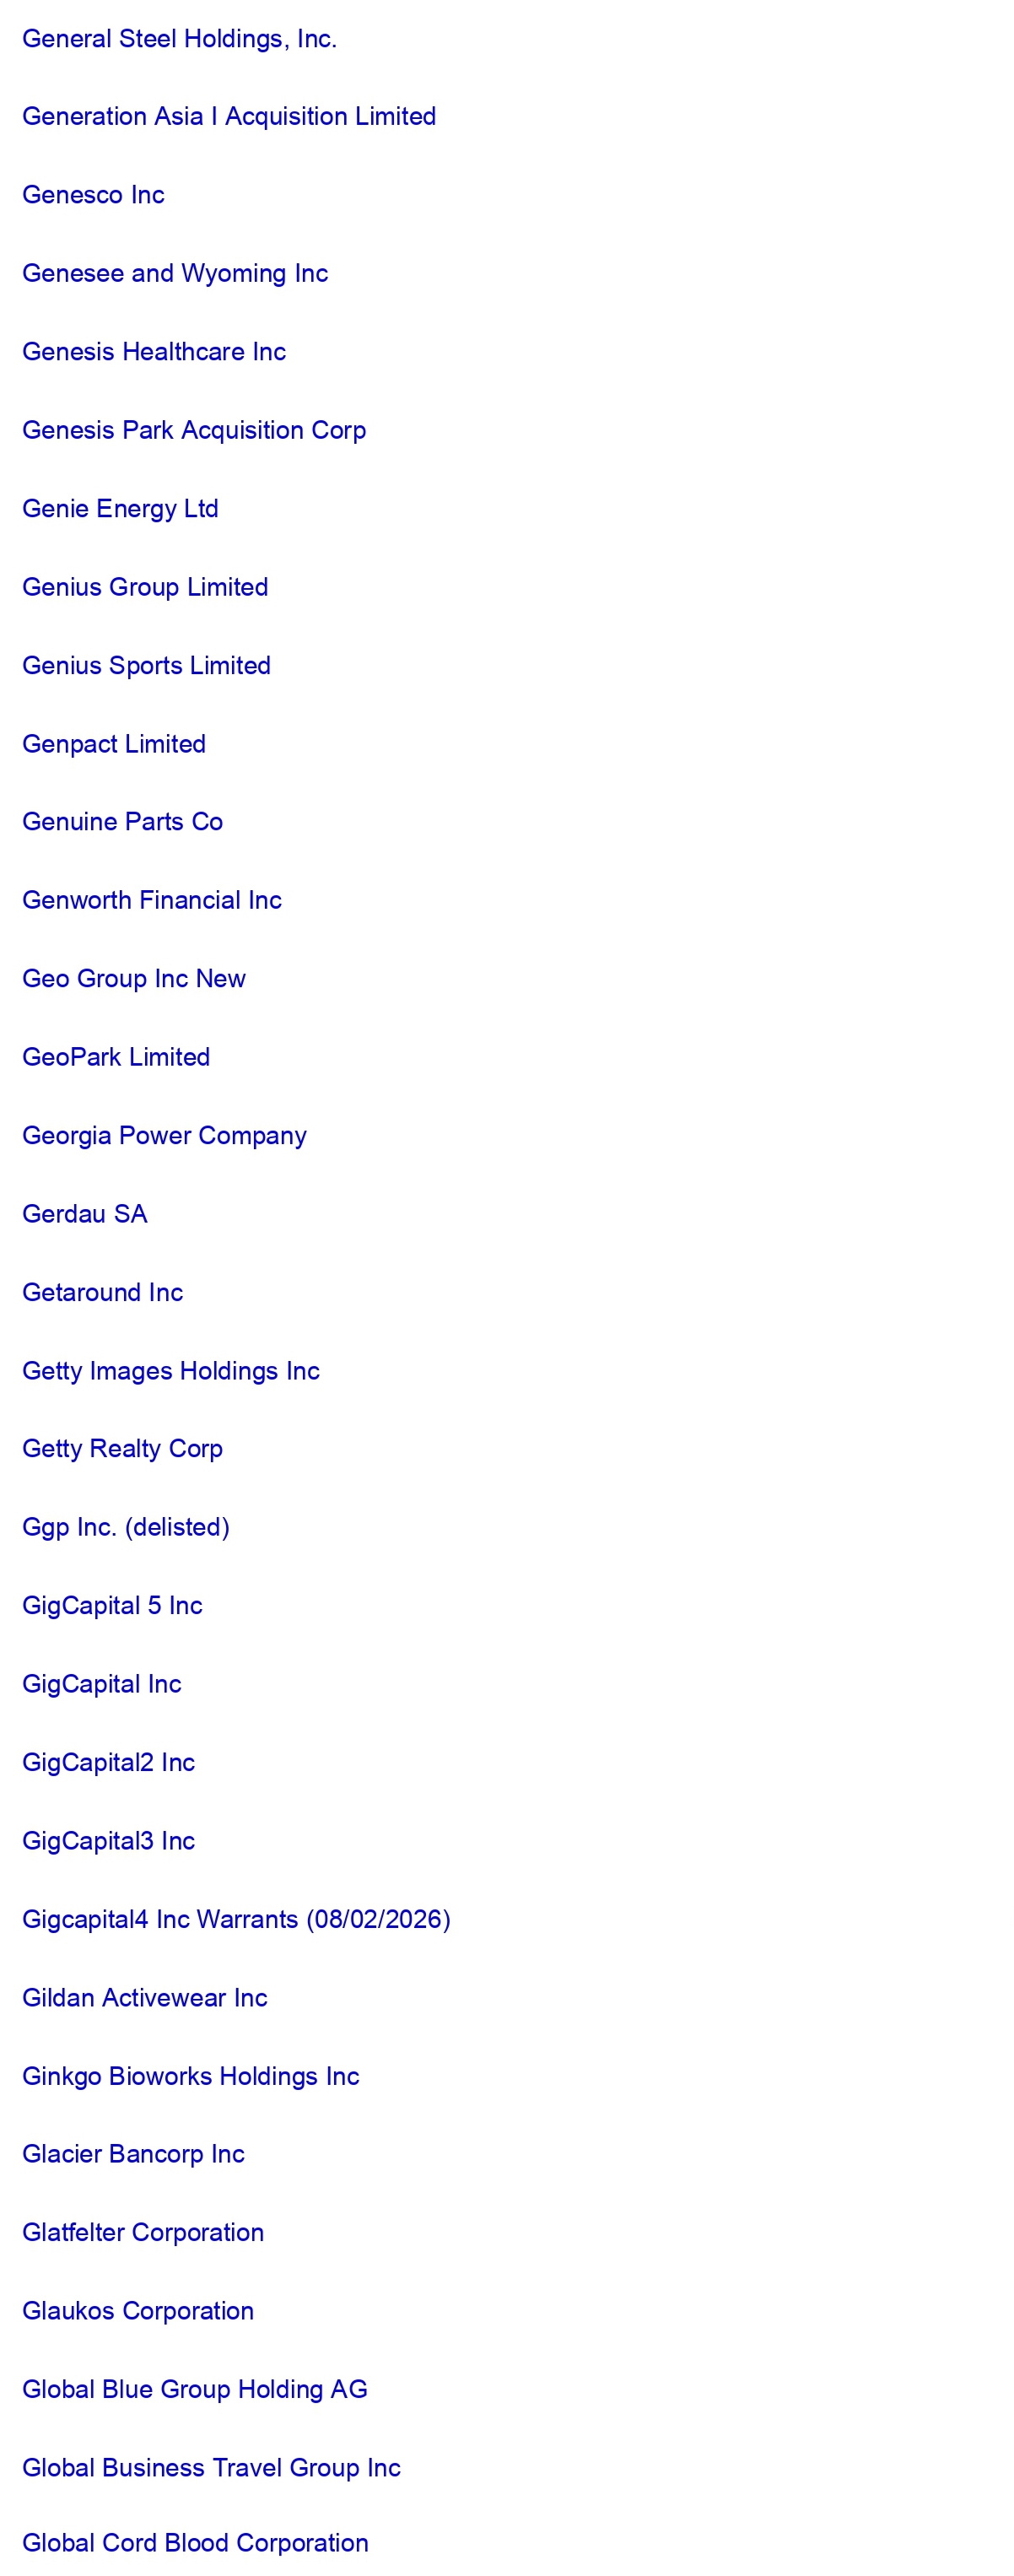 General Steel Holdings, Inc.
Generation Asia I Acquisition Limited
Genesco Inc
Genesee and Wyoming Inc
Genesis Healthcare Inc
Genesis Park Acquisition Corp
Genie Energy Ltd
Genius Group Limited
Genius Sports Limited
Genpact Limited
Genuine Parts Co
Genworth Financial Inc
Geo Group Inc New
GeoPark Limited
Georgia Power Company
Gerdau SA
Getaround Inc
Getty Images Holdings Inc
Getty Realty Corp
Ggp Inc. (delisted)
GigCapital 5 Inc
GigCapital Inc
GigCapital2 Inc
GigCapital3 Inc
Gigcapital4 Inc Warrants (08/02/2026)
Gildan Activewear Inc
Ginkgo Bioworks Holdings Inc
Glacier Bancorp Inc
Glatfelter Corporation
Glaukos Corporation
Global Blue Group Holding AG
Global Business Travel Group Inc
Global Cord Blood Corporation